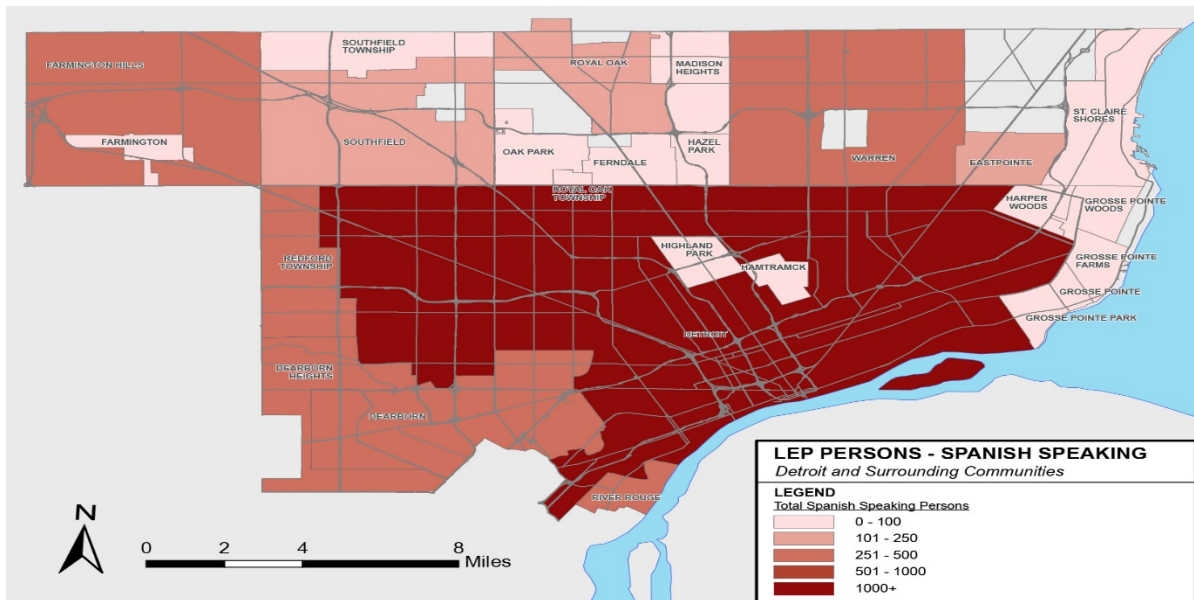 SOUTHFIELD
TOWNSHIP
FARMINGTON HILLS
ROYAL OAK
MADISON
HEIGHTS
ST. CLAIRE
SHORES
FARMINGTON
SOUTHFIELD
OAK PARK
FERNDALE
HAZEL
PARK
WARREN
EASTPOINTE
ROYAL OAK
TOWNSHIP
HARPER
WOODS
GROSSE POINTE
WOODS
REDFORD
TOWNSHIP
HIGHLAND
PARK
HAMTRAMCK
GROSSE POINTE
FARMS
GROSSE POINTE
GROSSE POINTE PARK
DETROIT
DEARBORN
HEIGHTS
DEARBORN
RIVER ROUGE
N
0 2 4 8
Miles
LEP PERSONS - SPANISH SPEAKING
Detroit and Surrounding Communities
LEGEND
Total Spanish Speaking Persons
0 - 100
101 - 250
251 - 500
501 - 1000
1000+